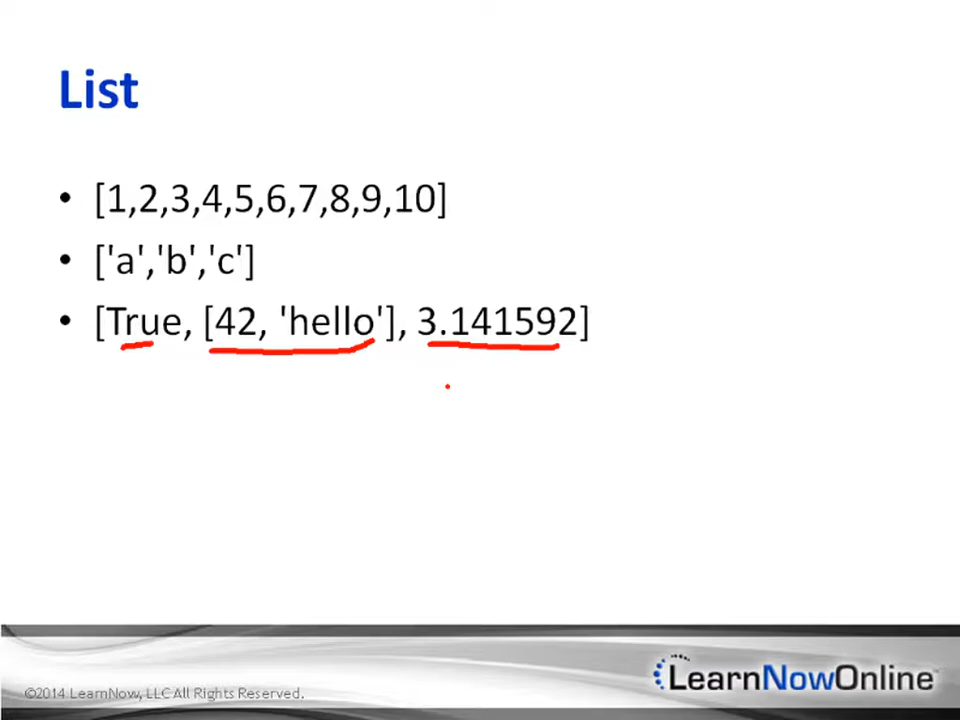 List
• [1,2,3,4,5,6,7,8,9,10]
• ['a','b','c']
• [True, [42, 'hello'], 3.141592]
©2014 LearnNow, LLC All Rights Reserved.
LearnNowOnline™